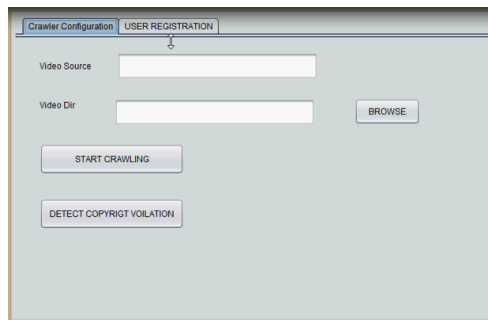 Crawler Configuration USER REGISTRATION
Video Source
Video Dir BROWSE
START CRAWLING
DETECT COPYRIGT VOILATION